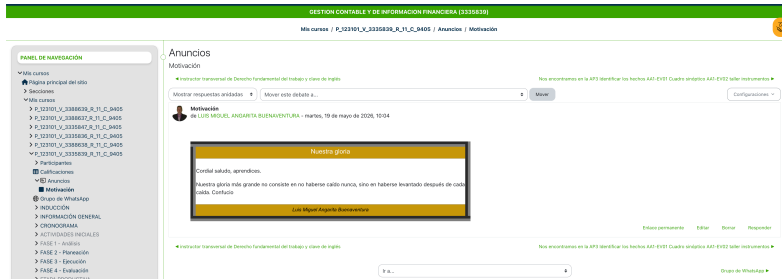 GESTIÓN CONTABLE Y DE INFORMACION FINANCIERA (3335839)
Mis cursos / P_123101_V_3335839_R_11_C_9405 / Anuncios / Motivación
PANEL DE NAVEGACIÓN
Mis cursos
Página principal del sitio
Secciones
Mis cursos
P_123101_V_3388639_R_11_C_9405
P_123101_V_3388637_R_11_C_9405
P_123101_V_3335847_R_11_C_9405
P_123101_V_3335836_R_11_C_9405
P_123101_V_3388638_R_11_C_9405
P_123101_V_3335839_R_11_C_9405
Participantes
Calificaciones
Anuncios
Motivación
Grupo de WhatsApp
INDUCCIÓN
INFORMACIÓN GENERAL
CRONOGRAMA
ACTIVIDADES INICIALES
FASE 1 - Análisis
FASE 2 - Planeación
FASE 3 - Ejecución
FASE 4 - Evaluación
Anuncios
Motivación
◄ Instructor transversal de Derecho fundamental del trabajo y clave de inglés
Nos encontramos en la AP3 identificar los hechos AA1-EV01 Cuadro sinóptico AA1-EV02 taller instrumentos ►
Mostrar respuestas anidadas
Mover este debate a...
Mover
Configuraciones
Motivación
de LUIS MIGUEL ANGARITA BUENAVENTURA - martes, 19 de mayo de 2026, 10:04
Nuestra gloria
Cordial saludo, aprendices.
Nuestra gloria más grande no consiste en no haberse caído nunca, sino en haberse levantado después de cada
caída. Confucio
Luis Miguel Angarita Buenaventura
Enlace permanente Editar Borrar Responder
◄ Instructor transversal de Derecho fundamental del trabajo y clave de inglés
Nos encontramos en la AP3 identificar los hechos AA1-EV01 Cuadro sinóptico AA1-EV02 taller instrumentos ►
Ir a...
Grupo de WhatsApp ►